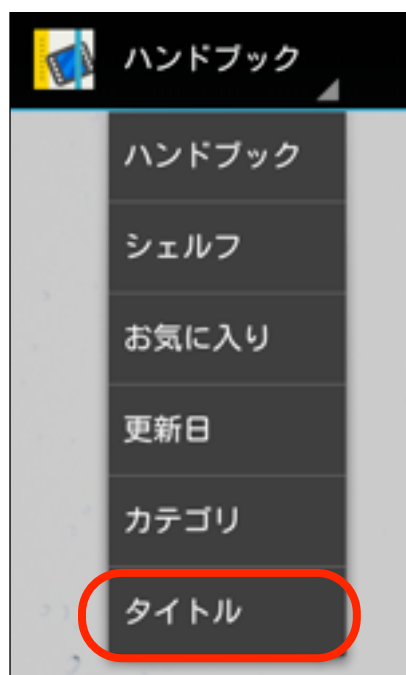 ハンドブック
ハンドブック
シェルフ
お気に入り
更新日
カテゴリ
タイトル